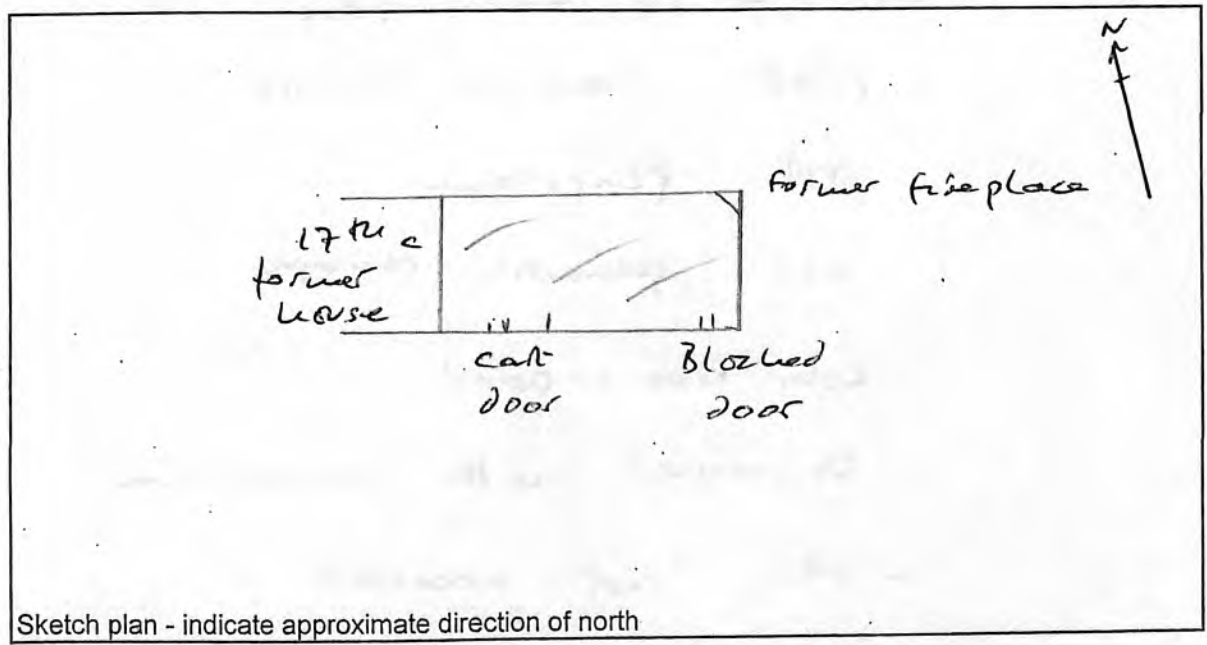 N
former fireplace
17th c
former
house
cart
door
Blocked
door
Sketch plan - indicate approximate direction of north